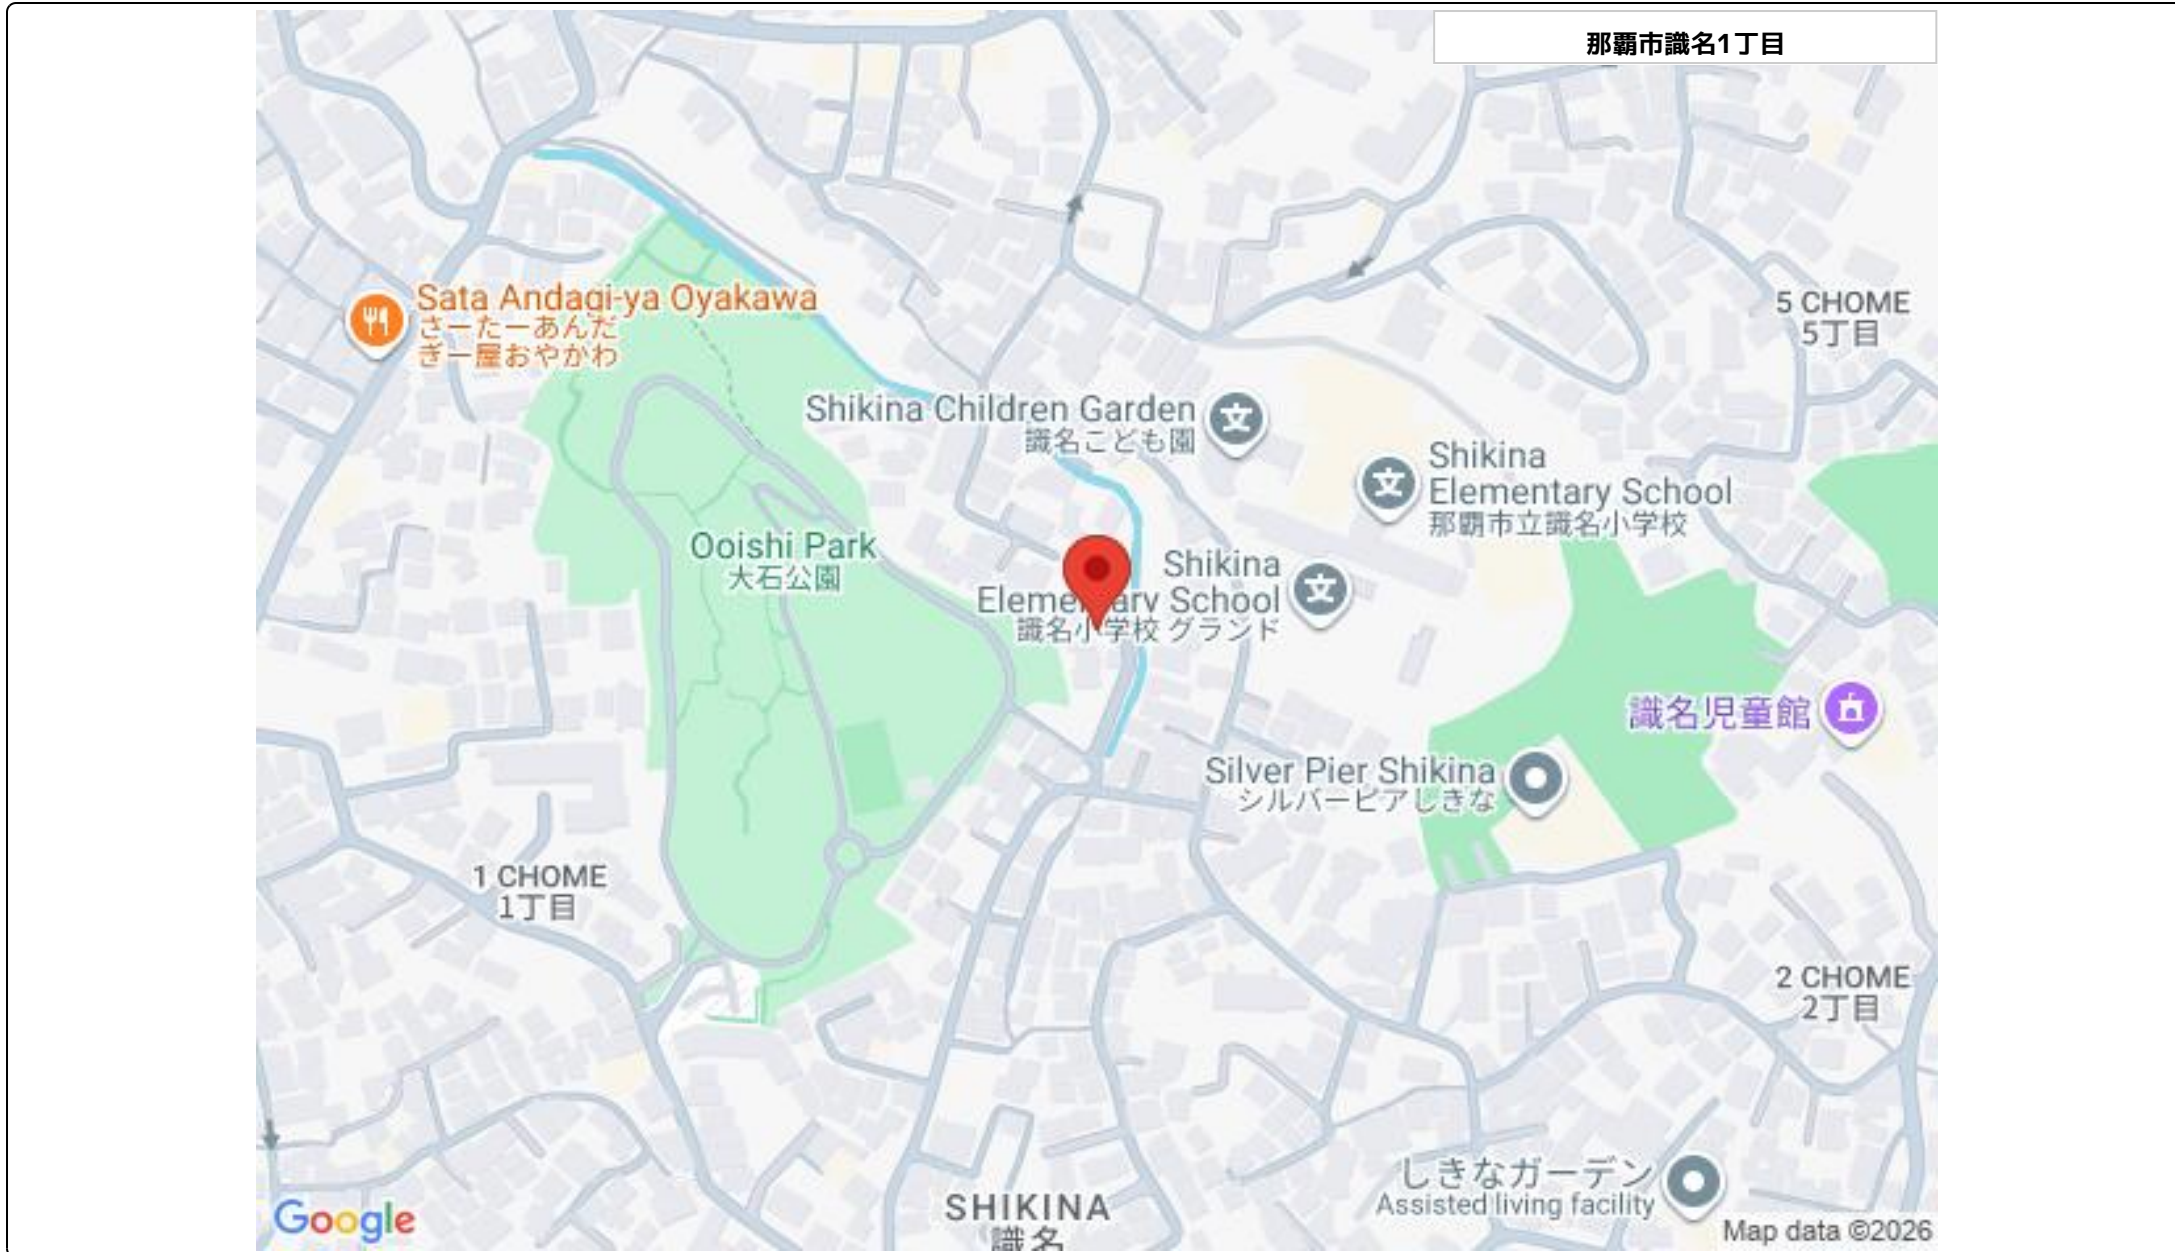 那覇市識名1丁目
Sata Andagi-ya Oyakawa
さーたーあんだ
ぎー屋おやかわ
5 CHOME
5丁目
Shikina Children Garden
識名こども園
Shikina
Elementary School
那覇市立識名小学校
Ooishi Park
大石公園
Shikina
School
識名小学校 グランド
識名児童館
Silver Pier Shikina
シルバーピアしきな
1 CHOME
1丁目
2 CHOME
2丁目
しきなガーデン
Assisted living facility
SHIKINA
識名
Google
Map data ©2026